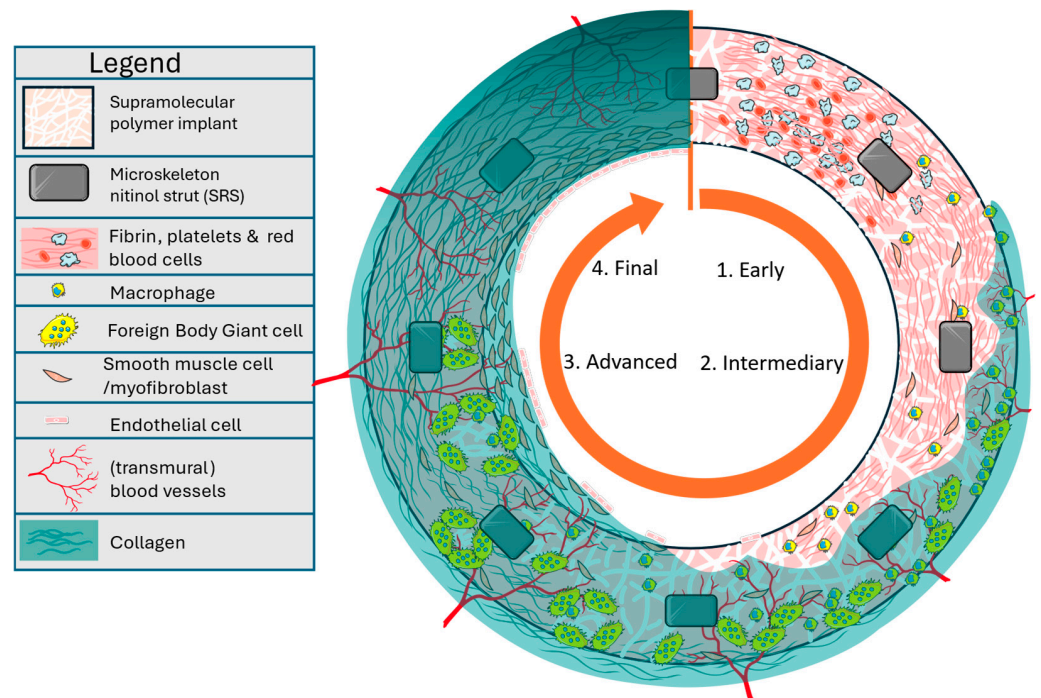 Legend
Supramolecular
polymer implant
Microskeleton
nitinol strut (SRS)
Fibrin, platelets & red
blood cells
Macrophage
Foreign Body Giant cell
Smooth muscle cell
/myofibroblast
Endothelial cell
(transmural)
blood vessels
Collagen
4. Final
1. Early
3. Advanced
2. Intermediary